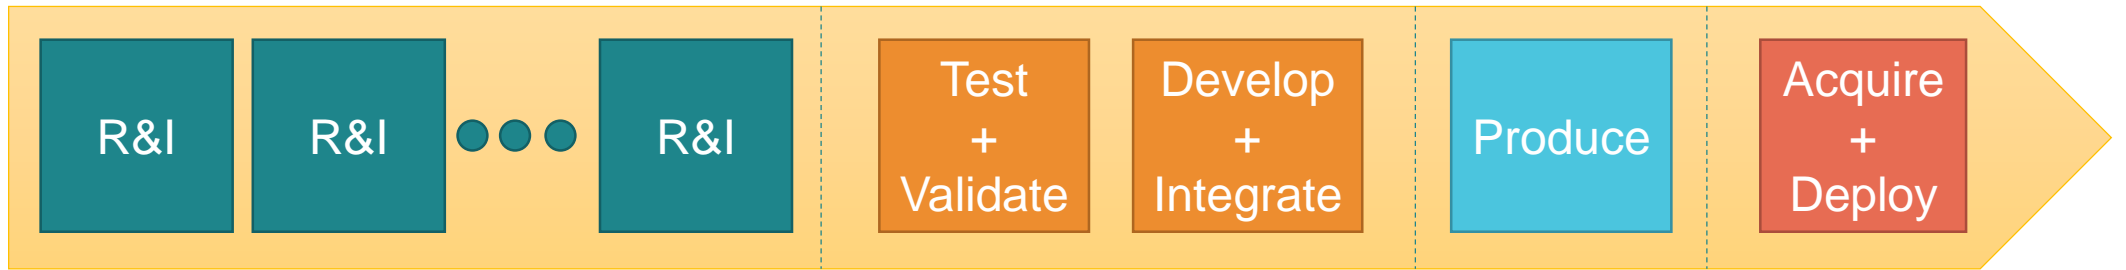 R&I
R&I
R&I
Test
+
Validate
Develop
+
Integrate
Produce
Acquire
+
Deploy